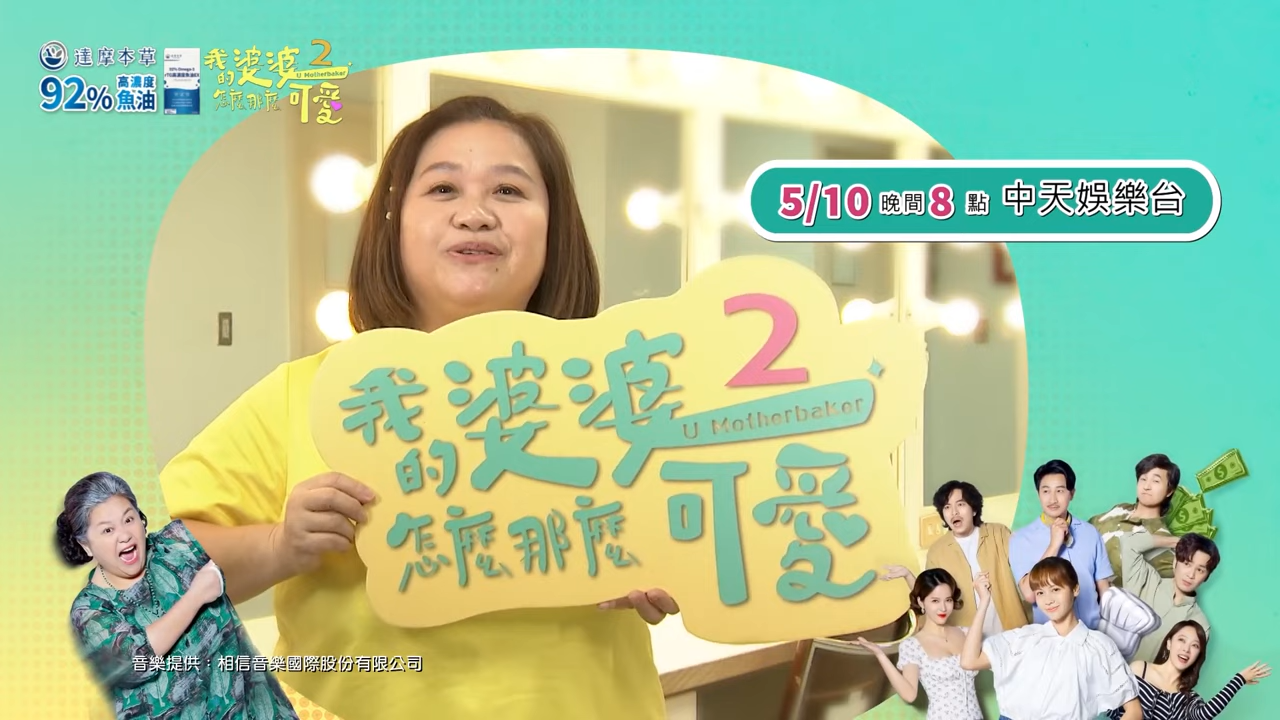 達摩本草
92%高濃度魚油
我的婆婆怎麼那麼可愛2
U Motherbaker
5/10 晚間8點 中天娛樂台
我的婆婆2
U Motherbaker
怎麼那麼可愛
音樂提供：相信音樂國際股份有限公司